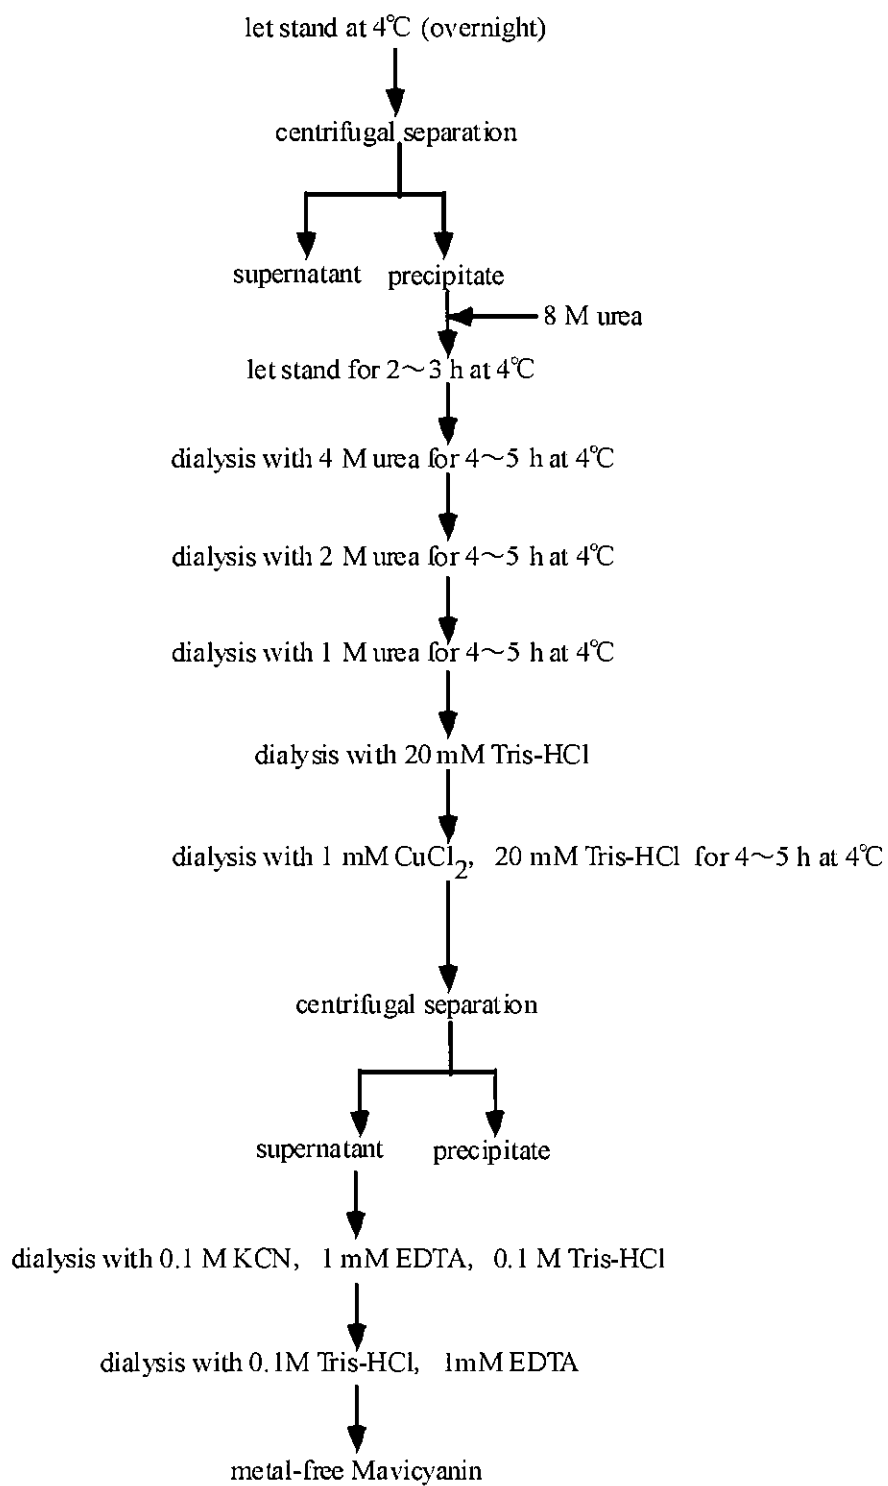 let stand at 4℃ (overnight)
centrifugal separation
supernatant precipitate
8 M urea
let stand for 2～3 h at 4℃
dialysis with 4 M urea for 4～5 h at 4℃
dialysis with 2 M urea for 4～5 h at 4℃
dialysis with 1 M urea for 4～5 h at 4℃
dialysis with 20 mM Tris-HCl
dialysis with 1 mM CuCl₂, 20 mM Tris-HCl for 4～5 h at 4℃
centrifugal separation
supernatant precipitate
dialysis with 0.1 M KCN, 1 mM EDTA, 0.1 M Tris-HCl
dialysis with 0.1M Tris-HCl, 1mM EDTA
metal-free Mavicyanin